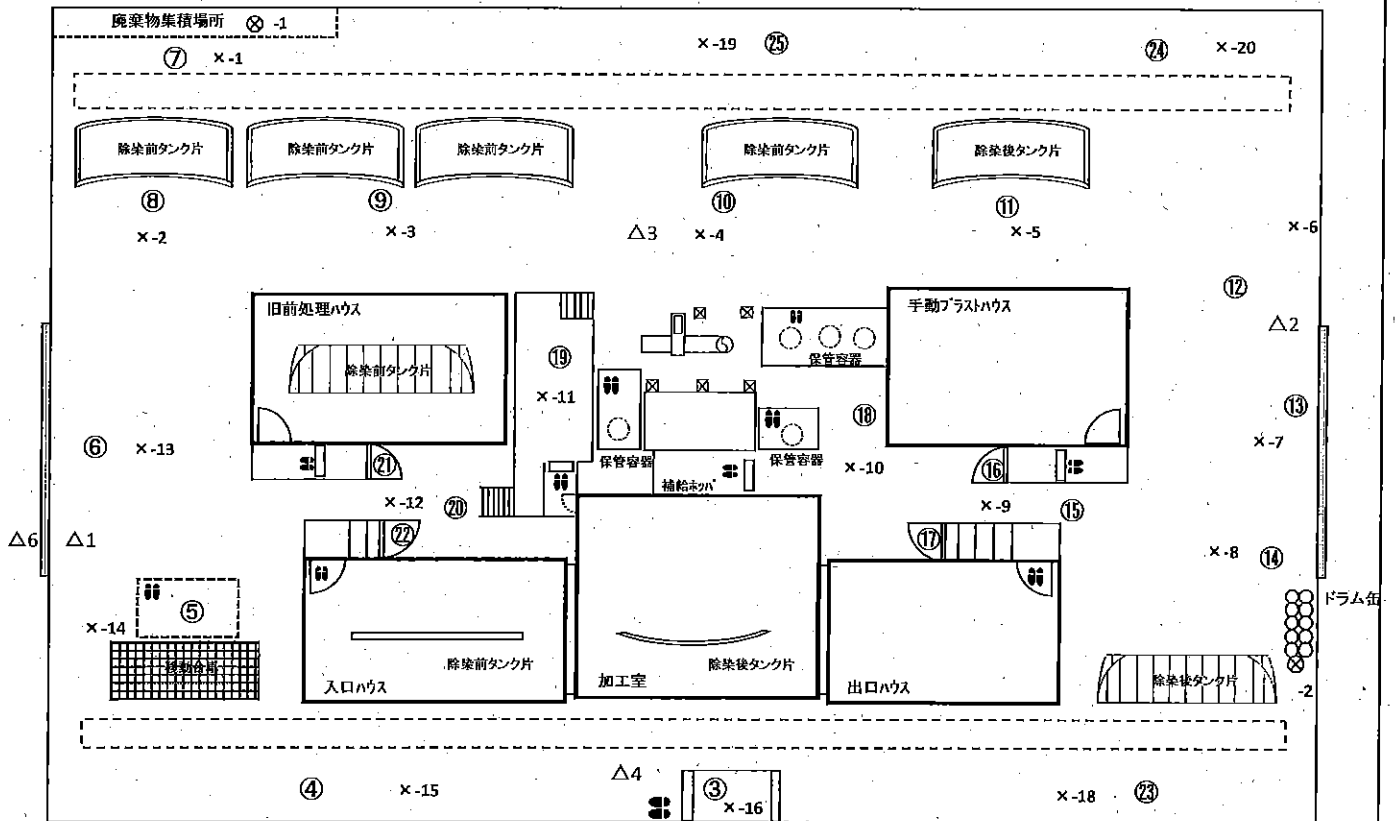 廃棄物集積場所 ⊗ -1
⑦ ×-1
×-19 ㉕
㉔ ×-20
除染前タンク片
除染前タンク片
除染前タンク片
除染前タンク片
除染後タンク片
⑧
⑨
⑩
⑪
×-2
×-3
△3 ×-4
×-5
×-6
旧前処理ハウス
除染前タンク片
⑲
×-11
保管容器
手動ブラストハウス
⑫
△2
⑬
×-7
⑱
⑥ ×-13
㉑
保管容器
保管容器
補給ホッパ
×-10
⑯
×-12 ⑳
×-9 ⑮
△6 △1
㉒
⑰
×-8 ⑭
ドラム缶
⑤
×-14
除染前タンク片
入口ハウス
除染後タンク片
加工室
出口ハウス
除染後タンク片
-2
△4
④ ×-15
③
×-16
×-18 ㉓